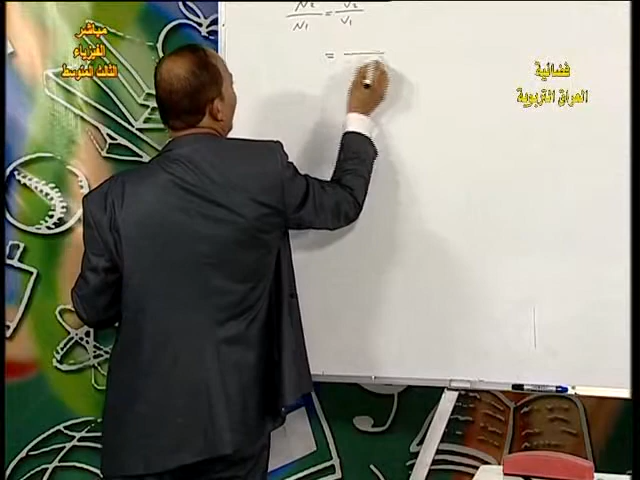 مباشر
الفيزياء
الثالث المتوسط
فضائية
العراق التربوية
N2/N1 = V2/V1
=